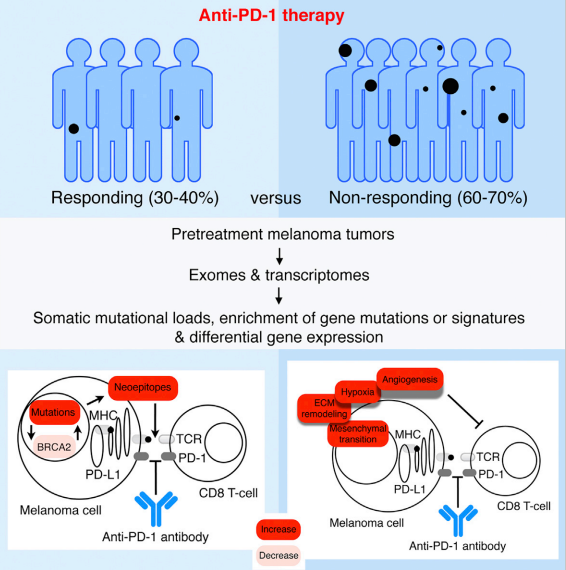 Anti-PD-1 therapy
Responding (30-40%)
versus
Non-responding (60-70%)
Pretreatment melanoma tumors
Exomes & transcriptomes
Somatic mutational loads, enrichment of gene mutations or signatures
& differential gene expression
Neoepitopes
Mutations
BRCA2
MHC
TCR
PD-1
PD-L1
CD8 T-cell
Melanoma cell
Anti-PD-1 antibody
Angiogenesis
Hypoxia
ECM
remodeling
Mesenchymal
transition
MHC
TCR
PD-1
PD-L1
CD8 T-cell
Melanoma cell
Anti-PD-1 antibody
Increase
Decrease